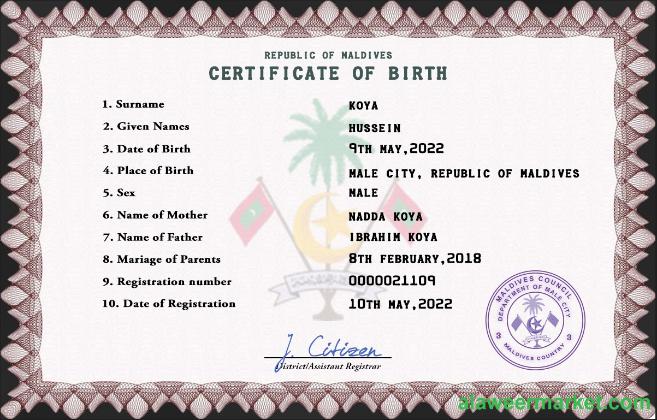 REPUBLIC OF MALDIVES
CERTIFICATE OF BIRTH
1. Surname KOYA
2. Given Names HUSSEIN
3. Date of Birth 9TH MAY,2022
4. Place of Birth MALE CITY, REPUBLIC OF MALDIVES
5. Sex MALE
6. Name of Mother NADDA KOYA
7. Name of Father IBRAHIM KOYA
8. Mariage of Parents 8TH FEBRUARY,2018
9. Registration number 0000021109
10. Date of Registration 10TH MAY,2022
MALDIVES COUNCIL
DEPARTMENT OF MALE CITY
3 3
MALDIVES COUNTRY
J. Citizen
District/Assistant Registrar
alaweermarket.com